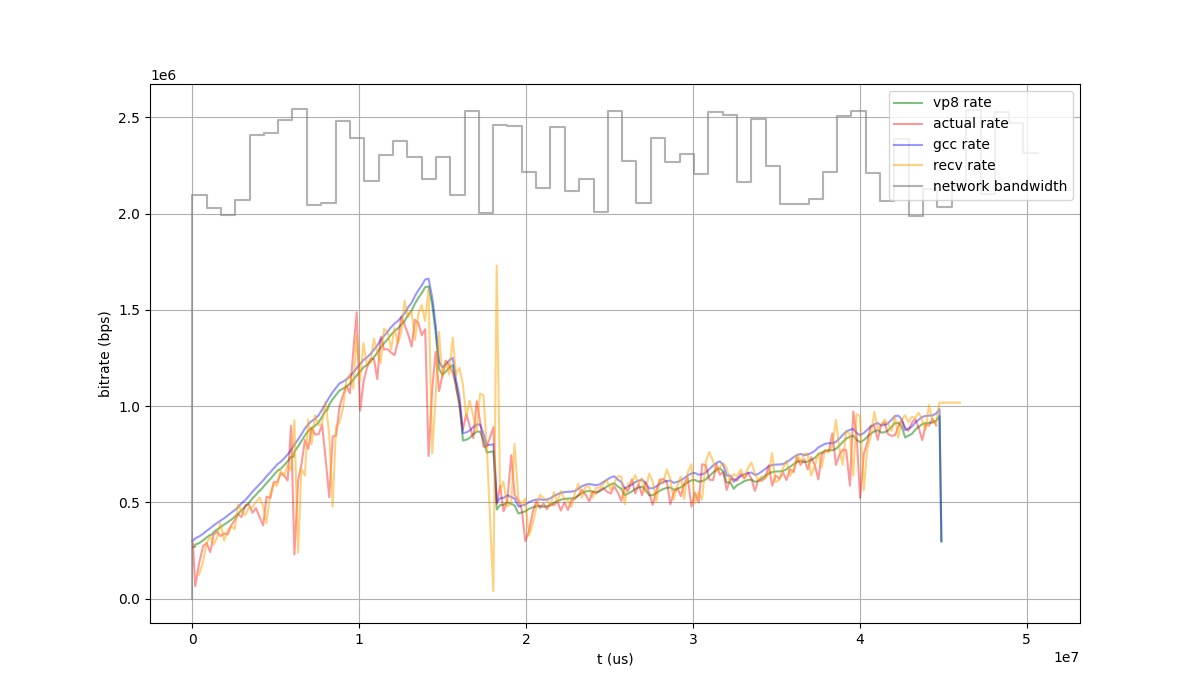 1e6
2.5
2.0
1.5
1.0
0.5
0.0
bitrate (bps)
vp8 rate
actual rate
gcc rate
recv rate
network bandwidth
0 1 2 3 4 5
t (us)
1e7